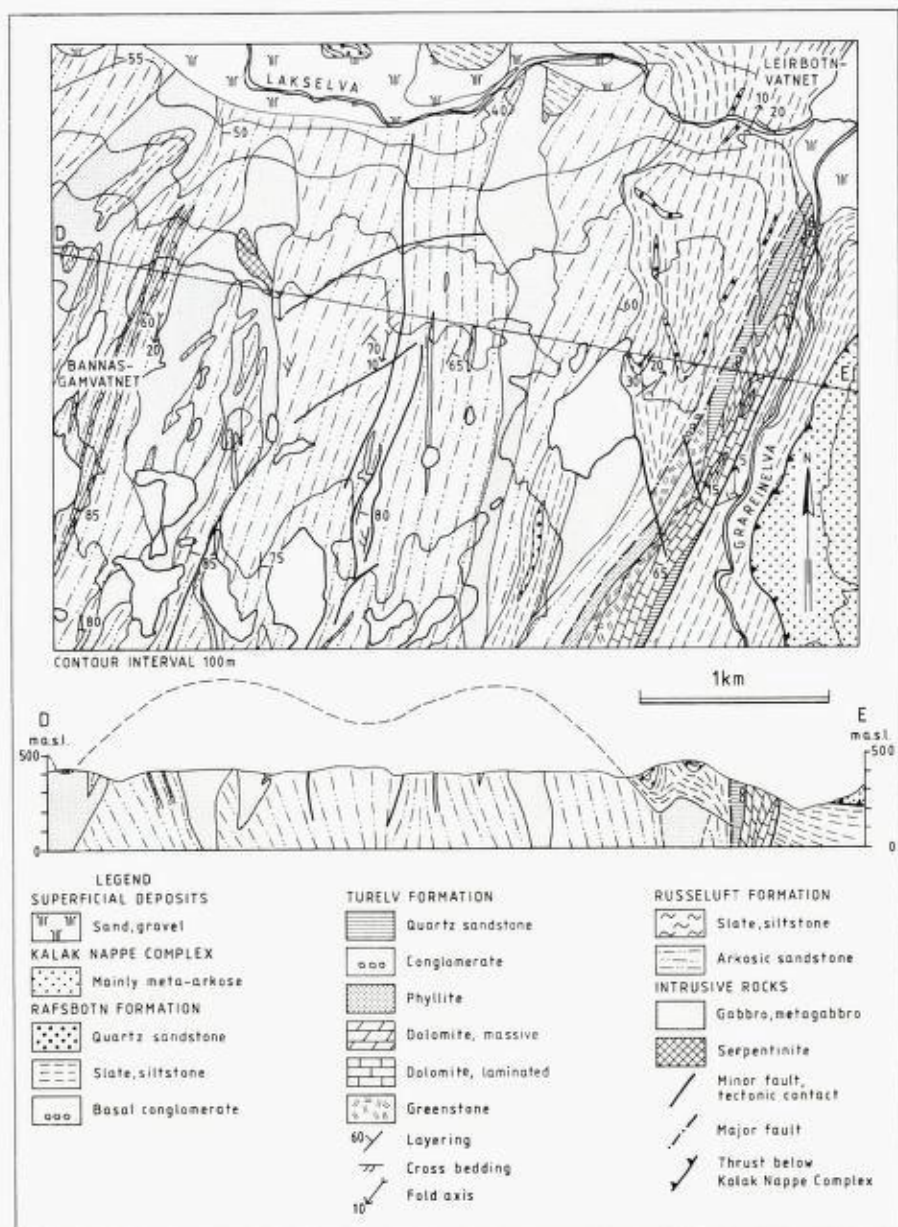 55
LAKSELVA
LEIRBOTN-
VATNET
10
20
40
50
D
60
20
BANNAS-
GAMVATNET
70
10
65
60
20
30
E
N
GRAFINELVA
85
80
5
5
65
75
85
80
CONTOUR INTERVAL 100m
1km
D
m.a.s.l.
500
0
E
m.a.s.l.
500
0
LEGEND
SUPERFICIAL DEPOSITS
Sand, gravel
KALAK NAPPE COMPLEX
Mainly meta-arkose
RAFSBOTN FORMATION
Quartz sandstone
Slate, siltstone
Basal conglomerate
TURELV FORMATION
Quartz sandstone
Conglomerate
Phyllite
Dolomite, massive
Dolomite, laminated
Greenstone
60 Layering
Cross bedding
10 Fold axis
RUSSELUFT FORMATION
Slate, siltstone
Arkosic sandstone
INTRUSIVE ROCKS
Gabbro, metagabbro
Serpentinite
Minor fault,
tectonic contact
Major fault
Thrust below
Kalak Nappe Complex